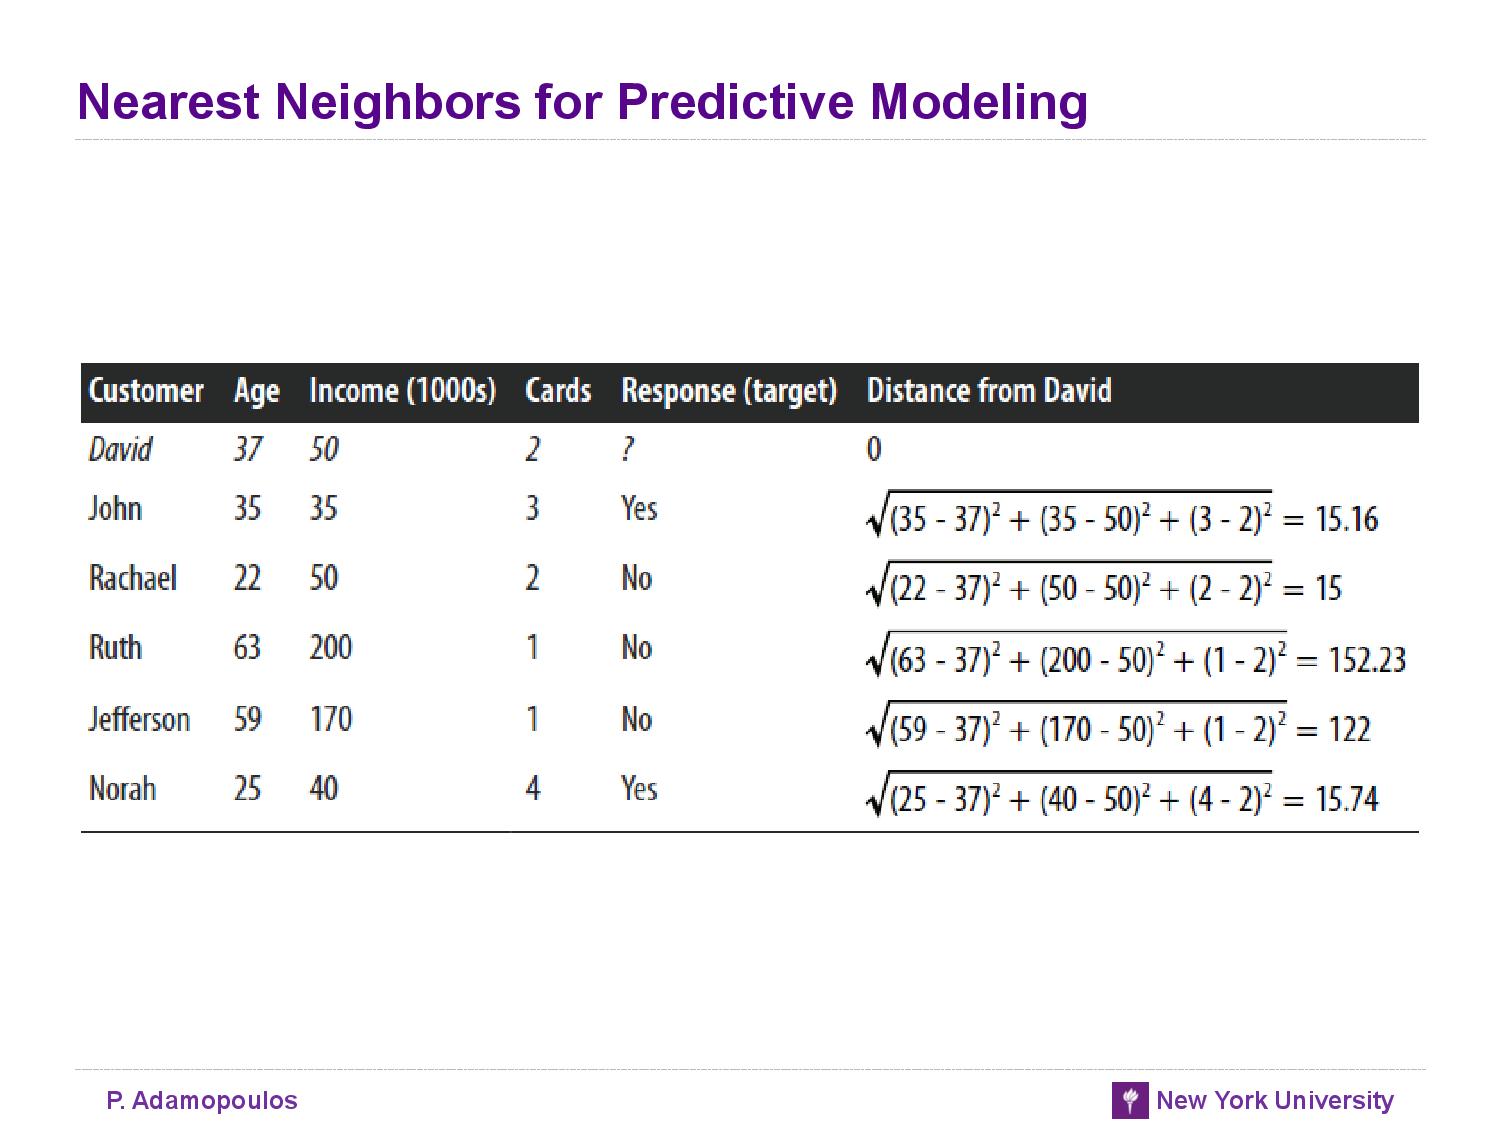 Nearest Neighbors for Predictive Modeling
Customer Age Income (1000s) Cards Response (target) Distance from David
David 37 50 2 ? 0
John 35 35 3 Yes √(35 - 37)² + (35 - 50)² + (3 - 2)² = 15.16
Rachael 22 50 2 No √(22 - 37)² + (50 - 50)² + (2 - 2)² = 15
Ruth 63 200 1 No √(63 - 37)² + (200 - 50)² + (1 - 2)² = 152.23
Jefferson 59 170 1 No √(59 - 37)² + (170 - 50)² + (1 - 2)² = 122
Norah 25 40 4 Yes √(25 - 37)² + (40 - 50)² + (4 - 2)² = 15.74
P. Adamopoulos New York University